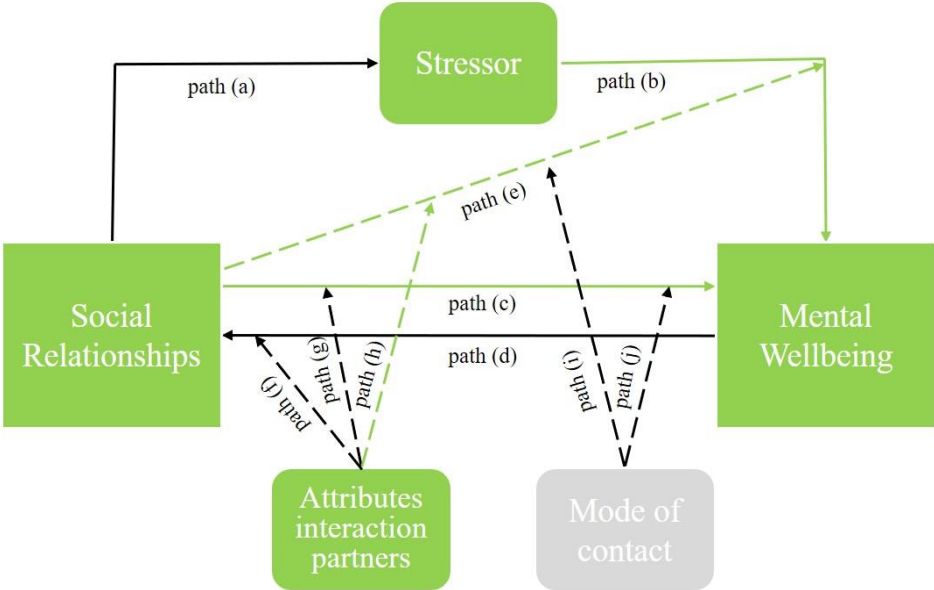 Stressor
path (a)
path (b)
path (e)
Social
Relationships
path (c)
Mental
Wellbeing
path (d)
path (f)
path (g)
path (h)
path (i)
path (j)
Attributes
interaction
partners
Mode of
contact